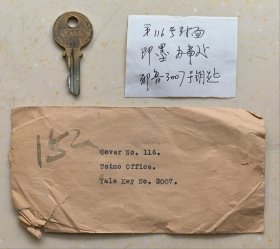 YALE
第116号封面
即墨办事处
耶鲁3007号钥匙
152
Cover No. 116.
Tsimo Office.
Yale Key No. 3007.